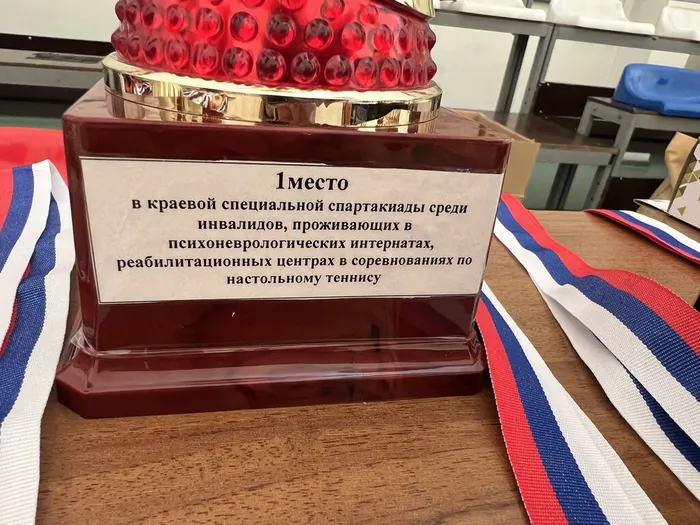 1место
в краевой специальной спартакиады среди
инвалидов, проживающих в
психоневрологических интернатах,
реабилитационных центрах в соревнованиях по
настольному теннису